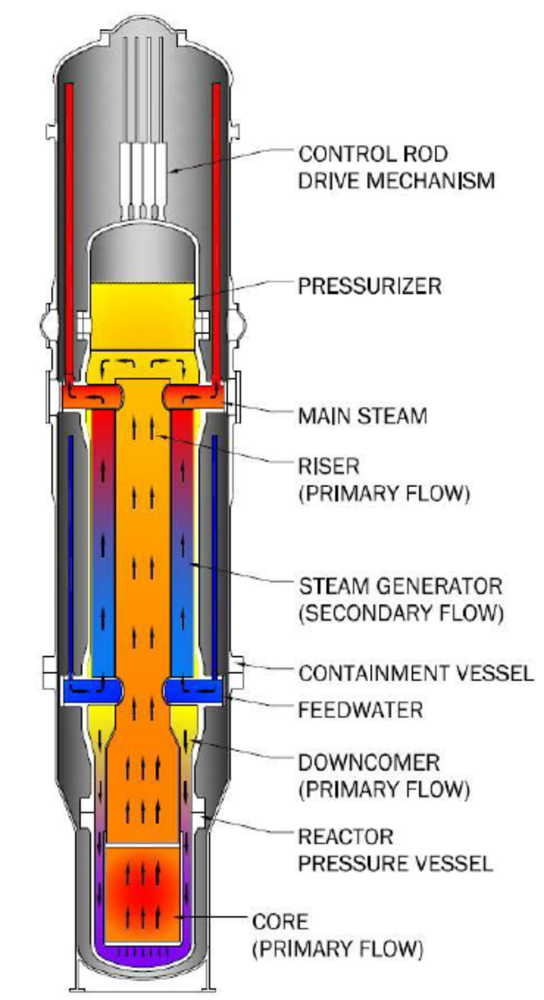 CONTROL ROD
DRIVE MECHANISM
PRESSURIZER
MAIN STEAM
RISER
(PRIMARY FLOW)
STEAM GENERATOR
(SECONDARY FLOW)
CONTAINMENT VESSEL
FEEDWATER
DOWNCOMER
(PRIMARY FLOW)
REACTOR
PRESSURE VESSEL
CORE
(PRIMARY FLOW)